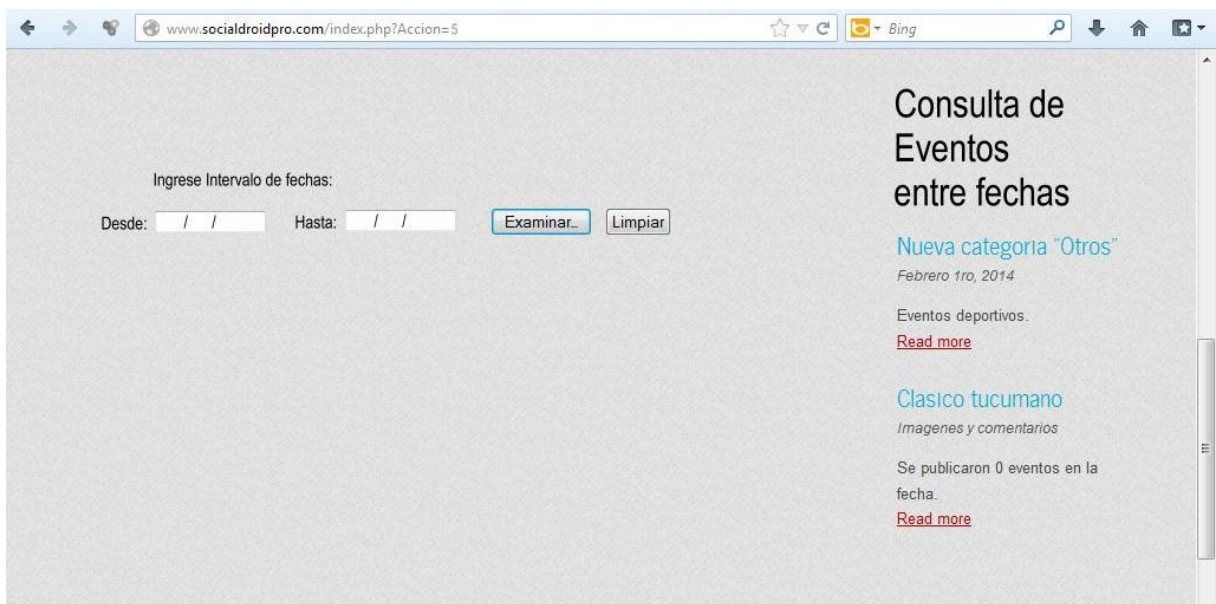 www.socialdroidpro.com/index.php?Accion=5
Bing
Ingrese Intervalo de fechas:
Desde: / / Hasta: / / Examinar... Limpiar
Consulta de
Eventos
entre fechas
Nueva categoria "Otros"
Febrero 1ro, 2014
Eventos deportivos.
Read more
Clasico tucumano
Imagenes y comentarios
Se publicaron 0 eventos en la
fecha.
Read more